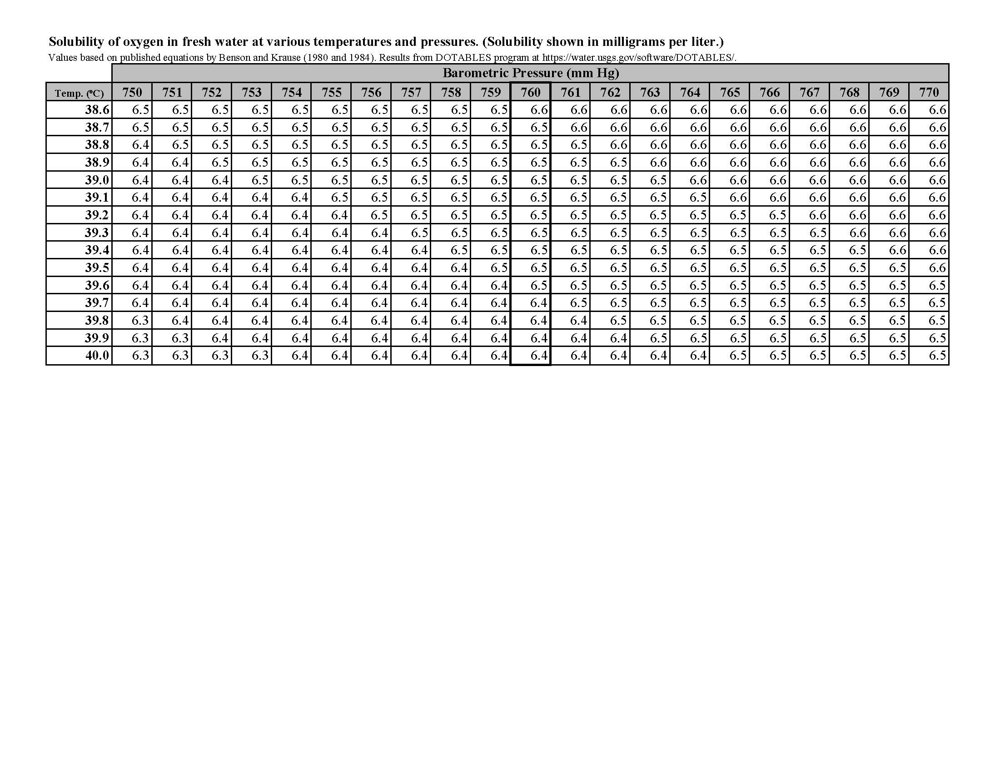 Solubility of oxygen in fresh water at various temperatures and pressures. (Solubility shown in milligrams per liter.)
Values based on published equations by Benson and Krause (1980 and 1984). Results from DOTABLES program at https://water.usgs.gov/software/DOTABLES/.
Barometric Pressure (mm Hg)
Temp. (ºC) 750 751 752 753 754 755 756 757 758 759 760 761 762 763 764 765 766 767 768 769 770
38.6 6.5 6.5 6.5 6.5 6.5 6.5 6.5 6.5 6.5 6.5 6.6 6.6 6.6 6.6 6.6 6.6 6.6 6.6 6.6 6.6 6.6
38.7 6.5 6.5 6.5 6.5 6.5 6.5 6.5 6.5 6.5 6.5 6.5 6.6 6.6 6.6 6.6 6.6 6.6 6.6 6.6 6.6 6.6
38.8 6.4 6.5 6.5 6.5 6.5 6.5 6.5 6.5 6.5 6.5 6.5 6.5 6.6 6.6 6.6 6.6 6.6 6.6 6.6 6.6 6.6
38.9 6.4 6.4 6.5 6.5 6.5 6.5 6.5 6.5 6.5 6.5 6.5 6.5 6.5 6.6 6.6 6.6 6.6 6.6 6.6 6.6 6.6
39.0 6.4 6.4 6.4 6.5 6.5 6.5 6.5 6.5 6.5 6.5 6.5 6.5 6.5 6.5 6.6 6.6 6.6 6.6 6.6 6.6 6.6
39.1 6.4 6.4 6.4 6.4 6.4 6.5 6.5 6.5 6.5 6.5 6.5 6.5 6.5 6.5 6.5 6.6 6.6 6.6 6.6 6.6 6.6
39.2 6.4 6.4 6.4 6.4 6.4 6.4 6.5 6.5 6.5 6.5 6.5 6.5 6.5 6.5 6.5 6.5 6.5 6.6 6.6 6.6 6.6
39.3 6.4 6.4 6.4 6.4 6.4 6.4 6.4 6.5 6.5 6.5 6.5 6.5 6.5 6.5 6.5 6.5 6.5 6.5 6.6 6.6 6.6
39.4 6.4 6.4 6.4 6.4 6.4 6.4 6.4 6.4 6.5 6.5 6.5 6.5 6.5 6.5 6.5 6.5 6.5 6.5 6.5 6.6 6.6
39.5 6.4 6.4 6.4 6.4 6.4 6.4 6.4 6.4 6.4 6.5 6.5 6.5 6.5 6.5 6.5 6.5 6.5 6.5 6.5 6.5 6.6
39.6 6.4 6.4 6.4 6.4 6.4 6.4 6.4 6.4 6.4 6.4 6.5 6.5 6.5 6.5 6.5 6.5 6.5 6.5 6.5 6.5 6.5
39.7 6.4 6.4 6.4 6.4 6.4 6.4 6.4 6.4 6.4 6.4 6.4 6.5 6.5 6.5 6.5 6.5 6.5 6.5 6.5 6.5 6.5
39.8 6.3 6.4 6.4 6.4 6.4 6.4 6.4 6.4 6.4 6.4 6.4 6.4 6.5 6.5 6.5 6.5 6.5 6.5 6.5 6.5 6.5
39.9 6.3 6.3 6.4 6.4 6.4 6.4 6.4 6.4 6.4 6.4 6.4 6.4 6.4 6.5 6.5 6.5 6.5 6.5 6.5 6.5 6.5
40.0 6.3 6.3 6.3 6.3 6.4 6.4 6.4 6.4 6.4 6.4 6.4 6.4 6.4 6.4 6.4 6.5 6.5 6.5 6.5 6.5 6.5